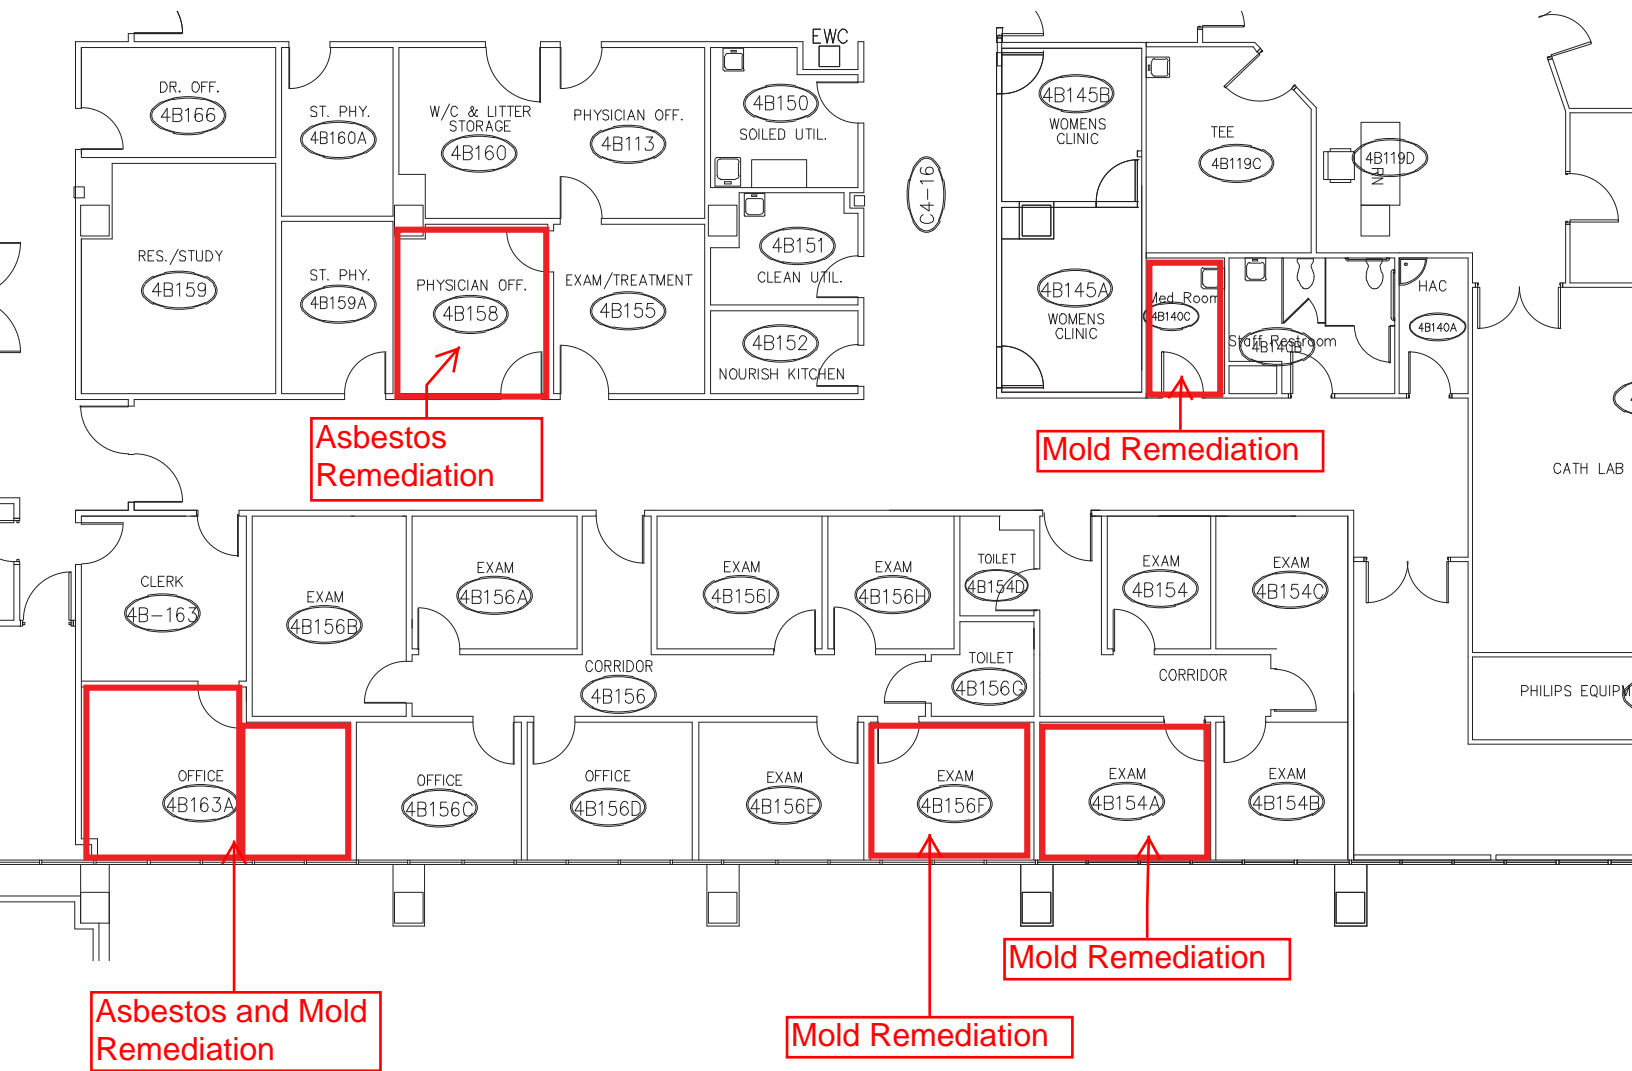 EWC
DR. OFF.
4B166
ST. PHY.
4B160A
W/C & LITTER
STORAGE
4B160
PHYSICIAN OFF.
4B113
4B150
SOILED UTIL.
4B145B
WOMENS
CLINIC
TEE
4B119C
4B119D
RN
C4-16
RES./STUDY
4B159
ST. PHY.
4B159A
PHYSICIAN OFF.
4B158
EXAM/TREATMENT
4B155
4B151
CLEAN UTIL.
4B152
NOURISH KITCHEN
4B145A
WOMENS
CLINIC
Med Room
4B140C
Staff Restroom
4B140B
HAC
4B140A
Asbestos
Remediation
Mold Remediation
CATH LAB
CLERK
4B-163
EXAM
4B156B
EXAM
4B156A
EXAM
4B156I
EXAM
4B156H
TOILET
4B154D
EXAM
4B154
EXAM
4B154C
CORRIDOR
4B156
TOILET
4B156G
CORRIDOR
PHILIPS EQUIPM
OFFICE
4B163A
OFFICE
4B156C
OFFICE
4B156D
EXAM
4B156E
EXAM
4B156F
EXAM
4B154A
EXAM
4B154B
Mold Remediation
Asbestos and Mold
Remediation
Mold Remediation